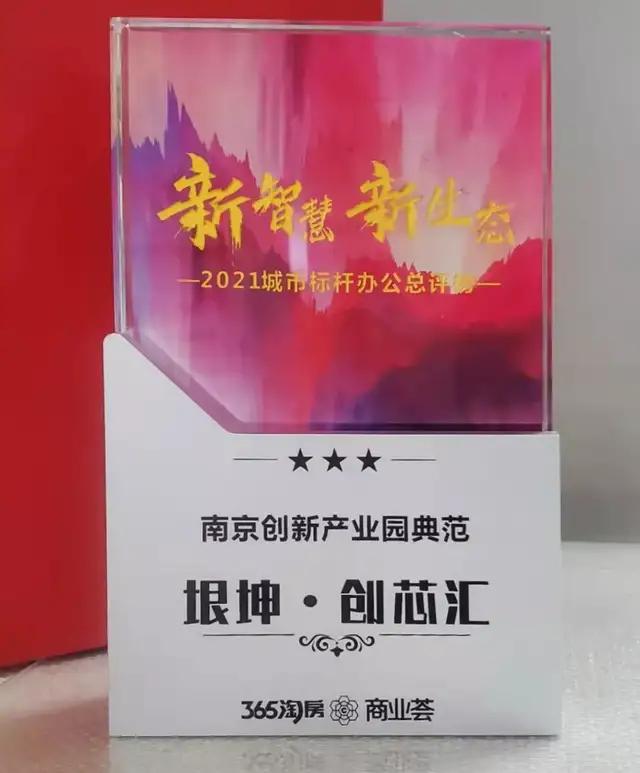 新智慧 新生态
—2021城市标杆办公总评榜—
★★★
南京创新产业园典范
垠坤·创芯汇
365淘房 商业荟